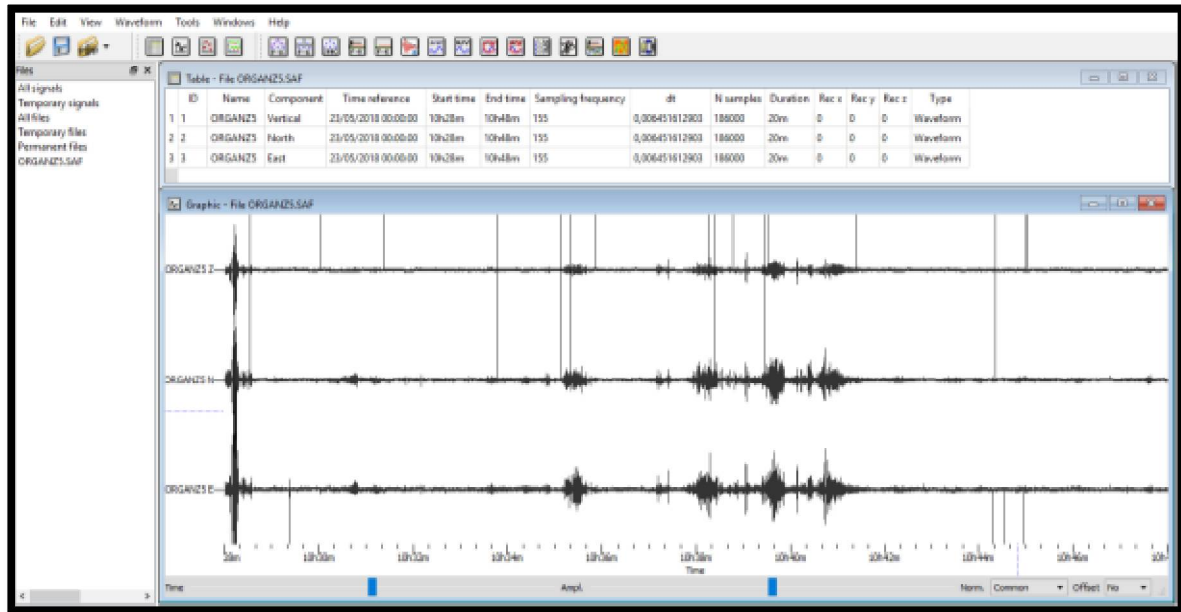 File Edit View Waveform Tools Windows Help
Files
All signals
Temporary signals
All files
Temporary files
Permanent files
ORGANZ5.SAF
Table - File ORGANZ5.SAF
ID Name Component Time reference Start time End time Sampling frequency dt N samples Duration Rec x Rec y Rec z Type
1 1 ORGANZ5 Vertical 23/05/2018 00:00:00 10h28m 10h48m 155 0,006451612903 186000 20m 0 0 0 Waveform
2 2 ORGANZ5 North 23/05/2018 00:00:00 10h28m 10h48m 155 0,006451612903 186000 20m 0 0 0 Waveform
3 3 ORGANZ5 East 23/05/2018 00:00:00 10h28m 10h48m 155 0,006451612903 186000 20m 0 0 0 Waveform
Graphic - File ORGANZ5.SAF
ORGANZ5 Z
ORGANZ5 N
ORGANZ5 E
28m 10h30m 10h32m 10h34m 10h36m 10h38m 10h40m 10h42m 10h44m 10h46m 10h
Time
Time Ampl. Norm. Common Offset No